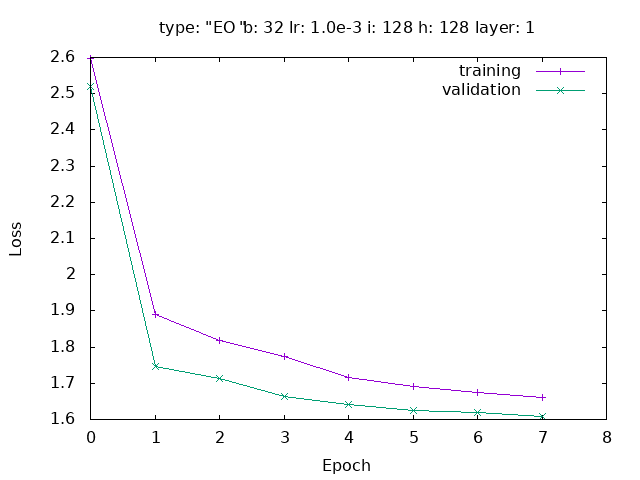 type: "EO "b: 32 lr: 1.0e-3 i: 128 h: 128 layer: 1
training
validation
2.6
2.5
2.4
2.3
2.2
2.1
2
1.9
1.8
1.7
1.6
Loss
0 1 2 3 4 5 6 7 8
Epoch